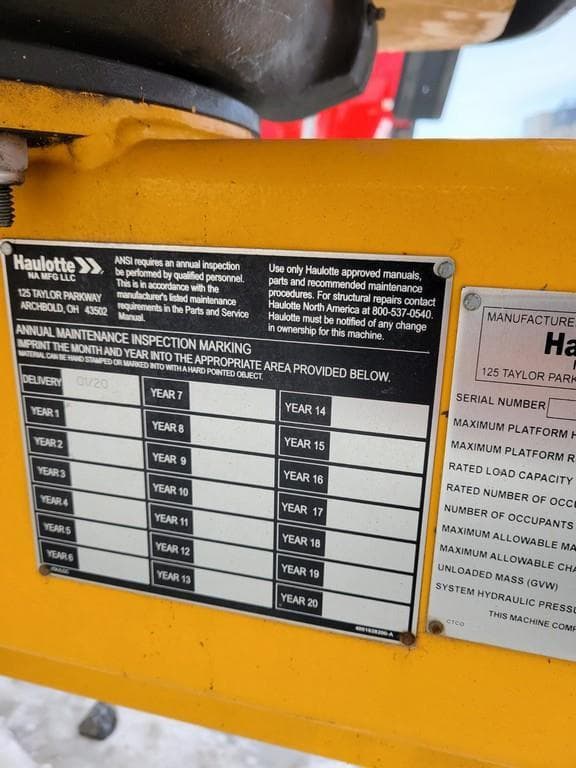 Haulotte
NA MFG LLC
125 TAYLOR PARKWAY
ARCHBOLD, OH 43502
ANSI requires an annual inspection
be performed by qualified personnel.
This is in accordance with the
manufacturer's listed maintenance
requirements in the Parts and Service
Manual.
Use only Haulotte approved manuals,
parts and recommended maintenance
procedures. For structural repairs contact
Haulotte North America at 800-537-0540.
Haulotte must be notified of any change
in ownership for this machine.
ANNUAL MAINTENANCE INSPECTION MARKING
IMPRINT THE MONTH AND YEAR INTO THE APPROPRIATE AREA PROVIDED BELOW.
MATERIAL CAN BE HAND STAMPED OR MARKED INTO WITH A HARD POINTED OBJECT.
DELIVERY 01/20
YEAR 1
YEAR 2
YEAR 3
YEAR 4
YEAR 5
YEAR 6
YEAR 7
YEAR 8
YEAR 9
YEAR 10
YEAR 11
YEAR 12
YEAR 13
YEAR 14
YEAR 15
YEAR 16
YEAR 17
YEAR 18
YEAR 19
YEAR 20
MANUFACTURE
Ha
125 TAYLOR PARK
SERIAL NUMBER
MAXIMUM PLATFORM H
MAXIMUM PLATFORM R
RATED LOAD CAPACITY
RATED NUMBER OF OCCU
NUMBER OF OCCUPANTS
MAXIMUM ALLOWABLE MA
MAXIMUM ALLOWABLE CHA
UNLOADED MASS (GVW)
SYSTEM HYDRAULIC PRESSU
THIS MACHINE COMP
CTCO